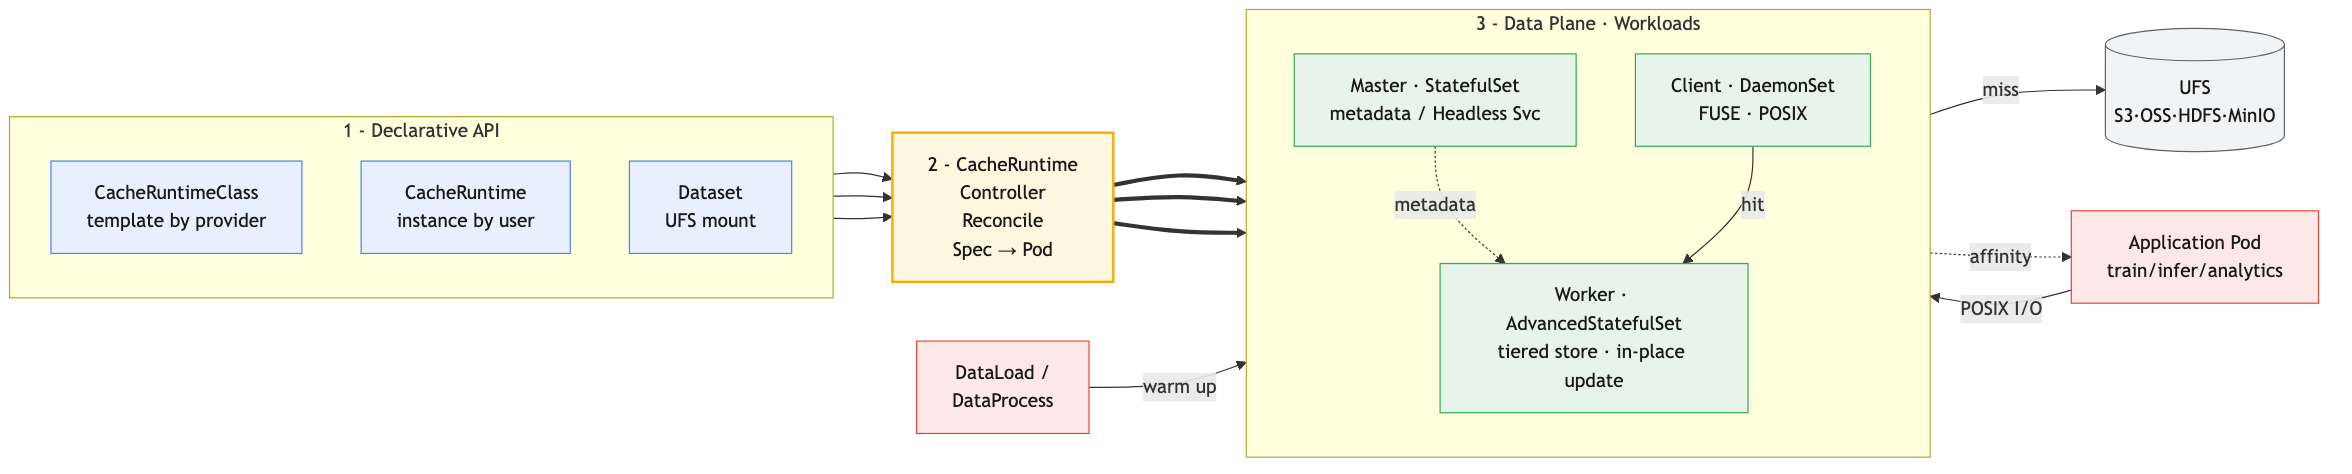 1 - Declarative API
CacheRuntimeClass
template by provider
CacheRuntime
instance by user
Dataset
UFS mount
2 - CacheRuntime
Controller
Reconcile
Spec → Pod
DataLoad /
DataProcess
warm up
3 - Data Plane · Workloads
Master · StatefulSet
metadata / Headless Svc
Client · DaemonSet
FUSE · POSIX
metadata
hit
Worker ·
AdvancedStatefulSet
tiered store · in-place
update
miss
UFS
S3·OSS·HDFS·MinIO
affinity
Application Pod
train/infer/analytics
POSIX I/O